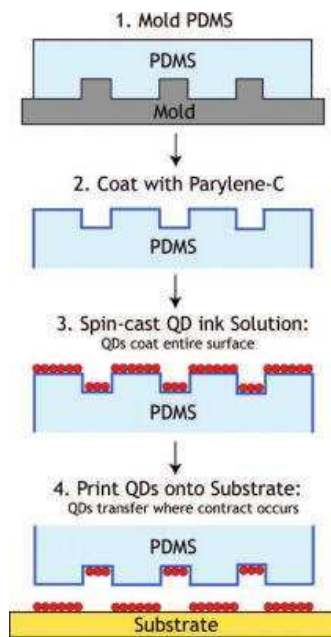 1. Mold PDMS
PDMS
Mold
2. Coat with Parylene-C
PDMS
3. Spin-cast QD ink Solution:
QDs coat entire surface
PDMS
4. Print QDs onto Substrate:
QDs transfer where contract occurs
PDMS
Substrate